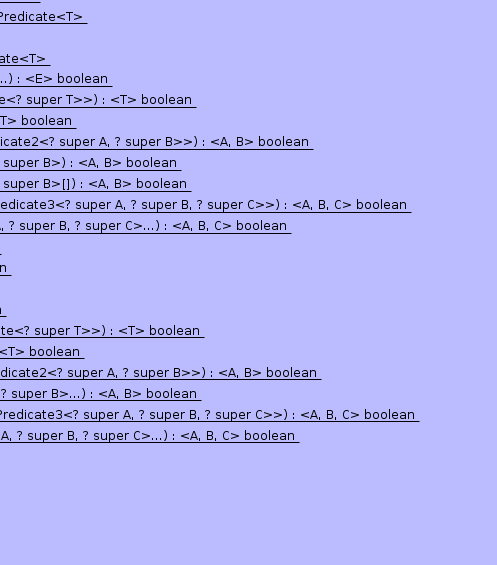 Predicate<T>
ate<T>
...) : <E> boolean
e<? super T>>) : <T> boolean
T> boolean
icate2<? super A, ? super B>>) : <A, B> boolean
super B>) : <A, B> boolean
super B>[]) : <A, B> boolean
edicate3<? super A, ? super B, ? super C>>) : <A, B, C> boolean
, ? super B, ? super C>...) : <A, B, C> boolean
n
te<? super T>>) : <T> boolean
<T> boolean
dicate2<? super A, ? super B>>) : <A, B> boolean
? super B>...) : <A, B> boolean
Predicate3<? super A, ? super B, ? super C>>) : <A, B, C> boolean
A, ? super B, ? super C>...) : <A, B, C> boolean